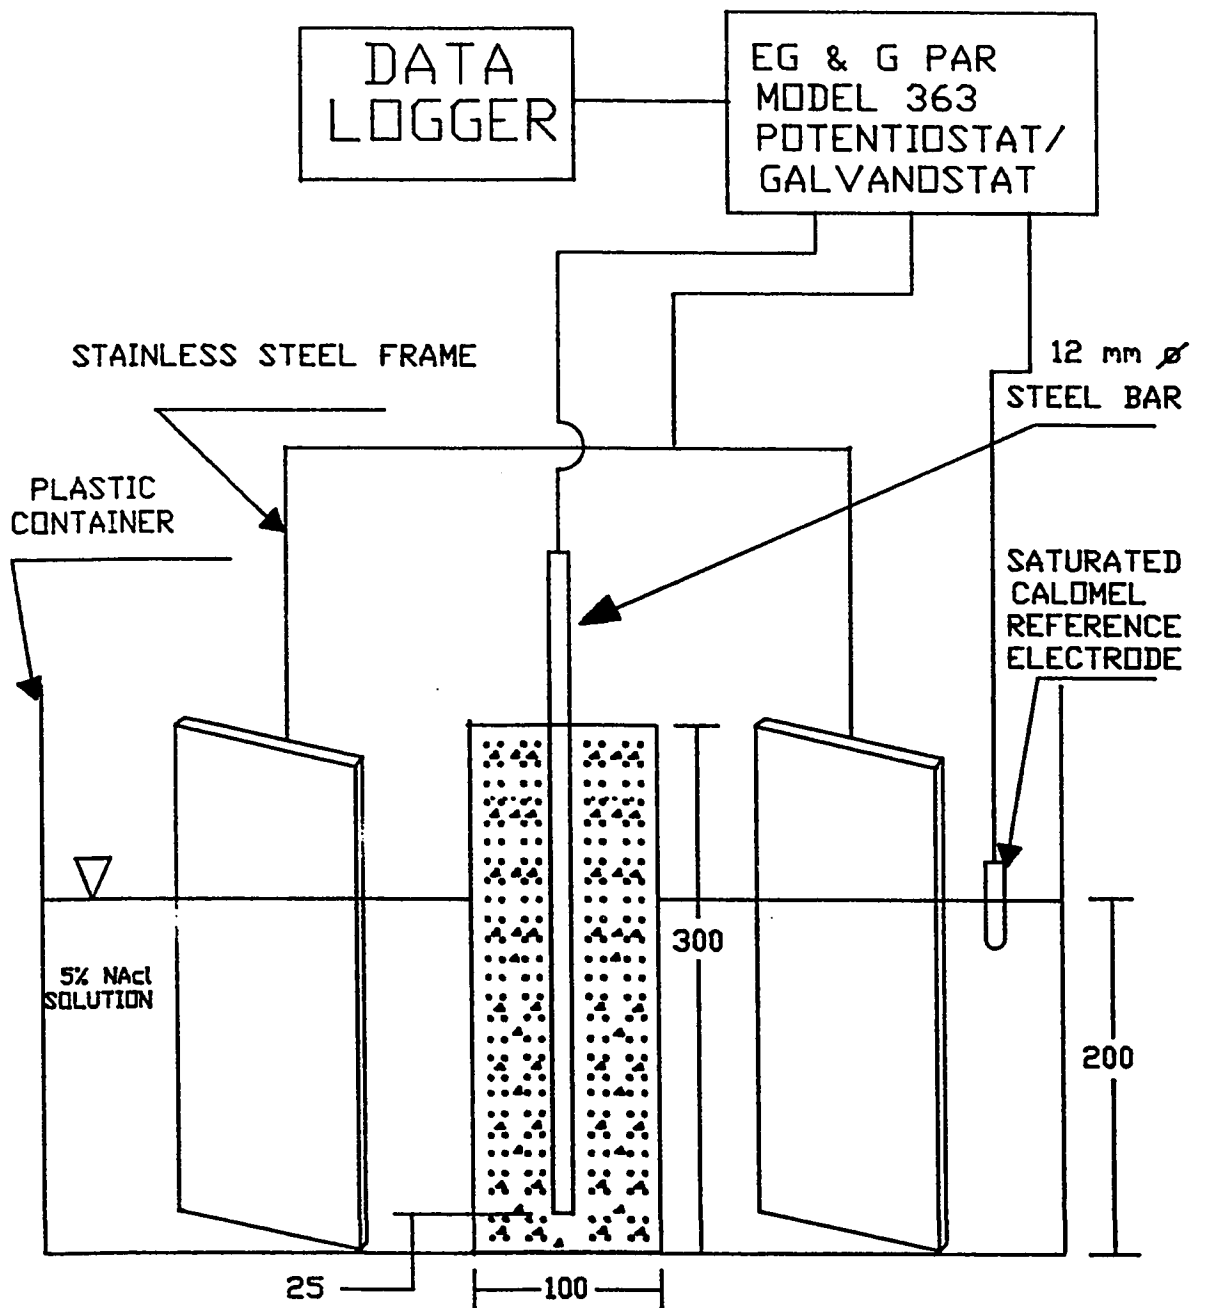 DATA
LOGGER
EG & G PAR
MODEL 363
POTENTIOSTAT/
GALVANOSTAT
STAINLESS STEEL FRAME
12 mm ⌀
STEEL BAR
PLASTIC
CONTAINER
SATURATED
CALOMEL
REFERENCE
ELECTRODE
300
5% NAcl
SOLUTION
200
25
100